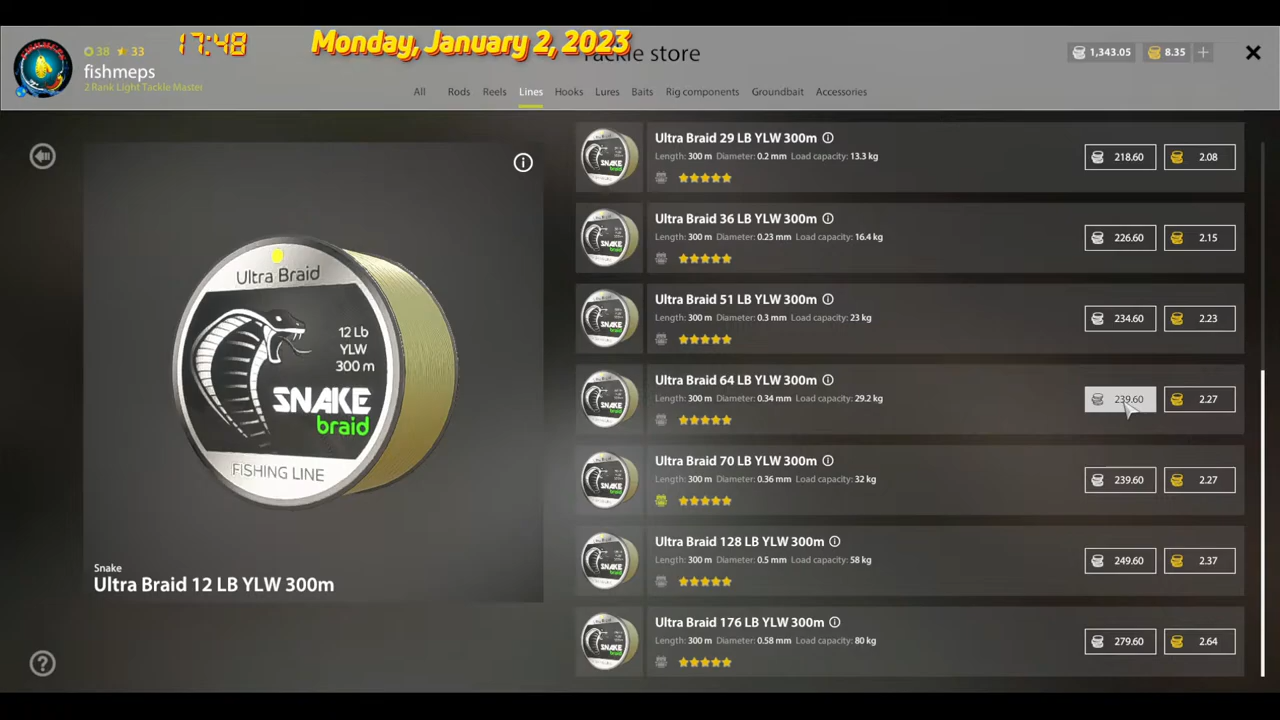 17:48
Monday, January 2, 2023
Tackle store
38 33
fishmeps
2 Rank Light Tackle Master
1,343.05
8.35
All
Rods
Reels
Lines
Hooks
Lures
Baits
Rig components
Groundbait
Accessories
Ultra Braid
12 Lb
YLW
300 m
SNAKE
braid
FISHING LINE
Snake
Ultra Braid 12 LB YLW 300m
Ultra Braid 29 LB YLW 300m
Length: 300 m Diameter: 0.2 mm Load capacity: 13.3 kg
218.60
2.08
Ultra Braid 36 LB YLW 300m
Length: 300 m Diameter: 0.23 mm Load capacity: 16.4 kg
226.60
2.15
Ultra Braid 51 LB YLW 300m
Length: 300 m Diameter: 0.3 mm Load capacity: 23 kg
234.60
2.23
Ultra Braid 64 LB YLW 300m
Length: 300 m Diameter: 0.34 mm Load capacity: 29.2 kg
239.60
2.27
Ultra Braid 70 LB YLW 300m
Length: 300 m Diameter: 0.36 mm Load capacity: 32 kg
239.60
2.27
Ultra Braid 128 LB YLW 300m
Length: 300 m Diameter: 0.5 mm Load capacity: 58 kg
249.60
2.37
Ultra Braid 176 LB YLW 300m
Length: 300 m Diameter: 0.58 mm Load capacity: 80 kg
279.60
2.64